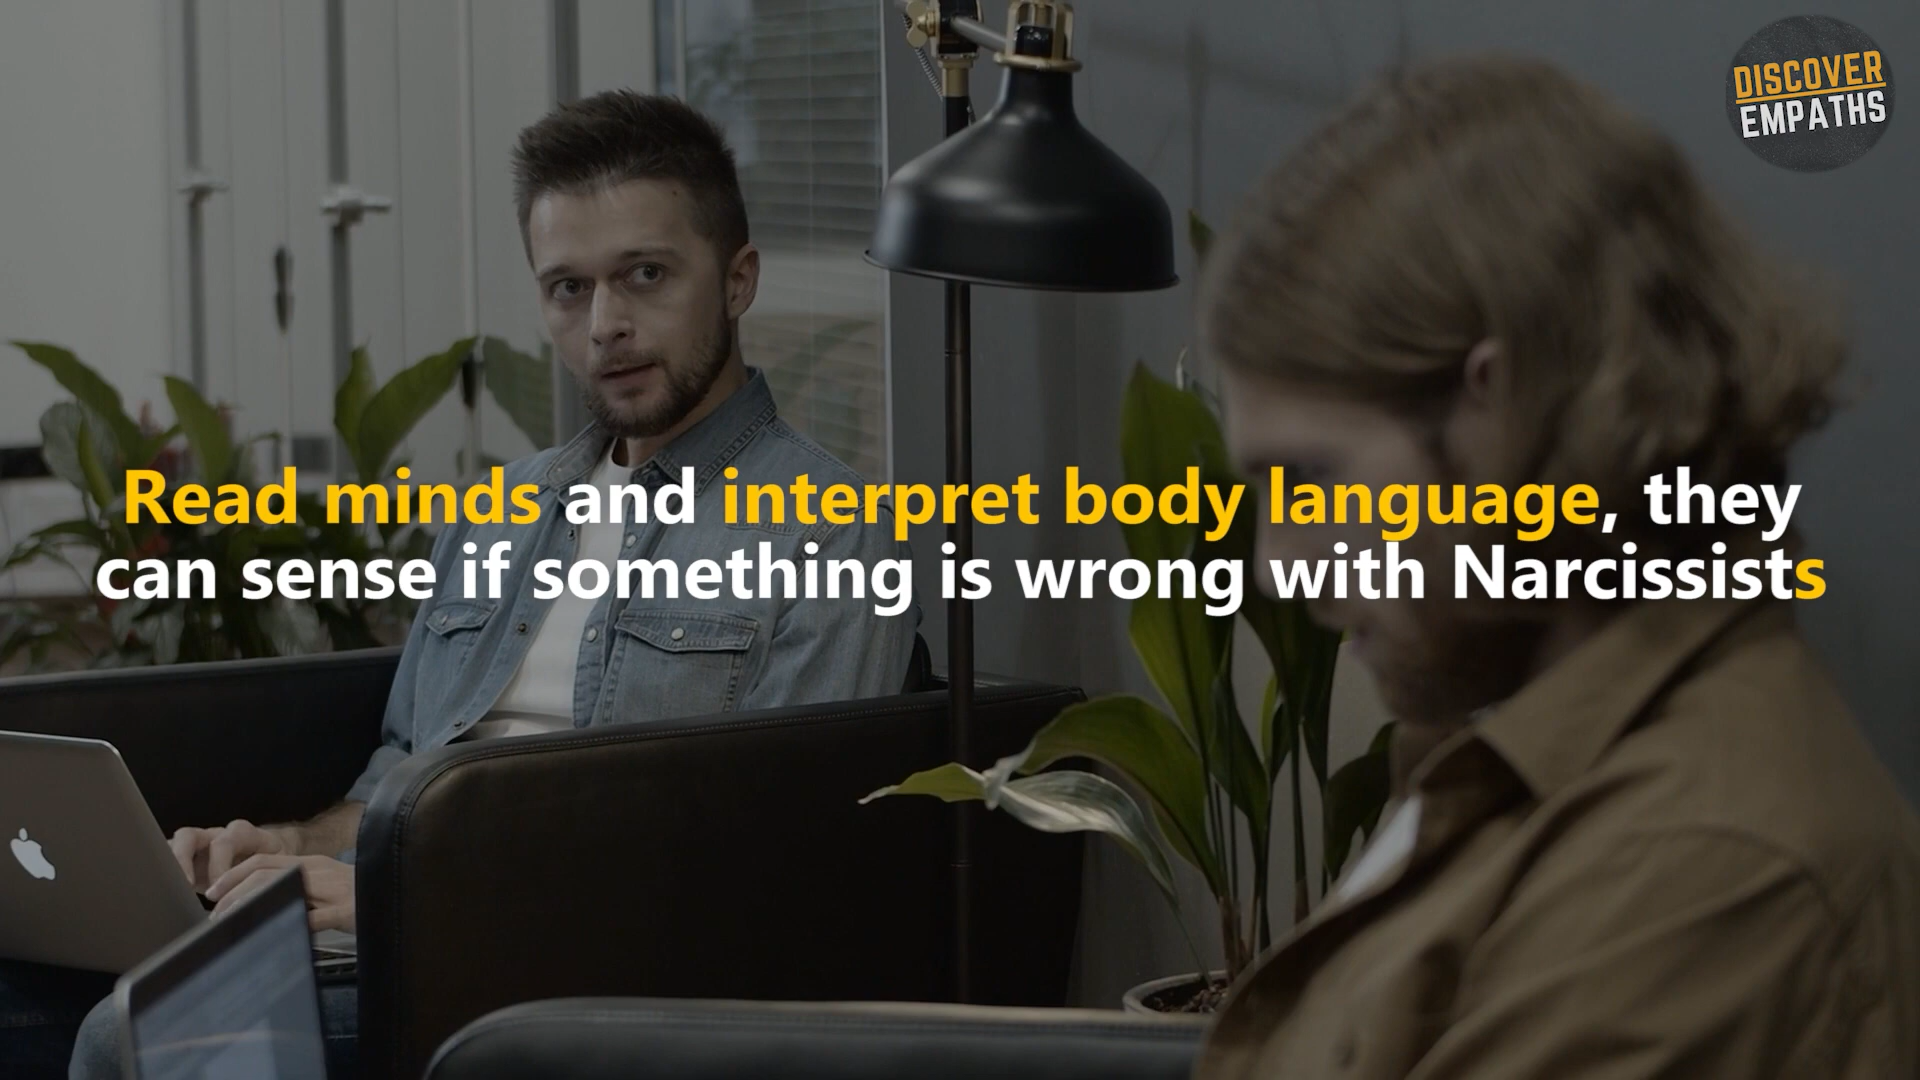 DISCOVER
EMPATHS
Read minds and interpret body language, they
can sense if something is wrong with Narcissists